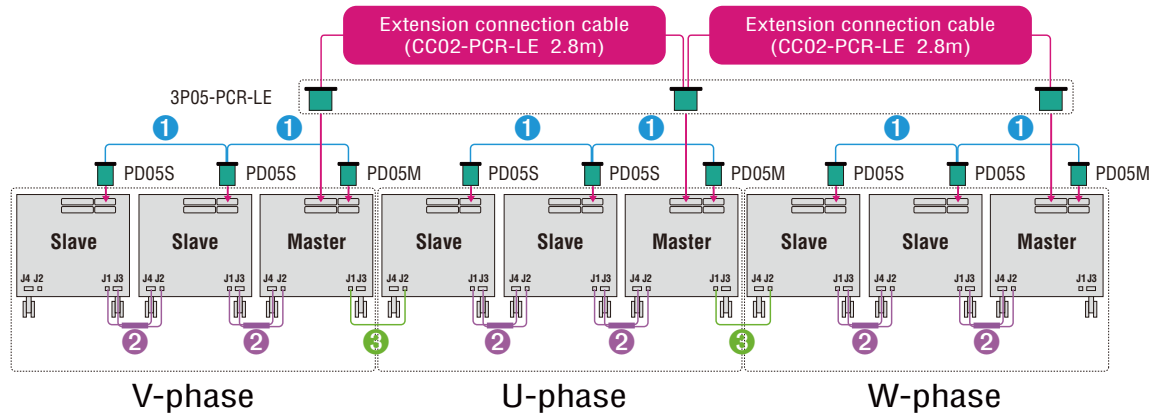 Extension connection cable
(CC02-PCR-LE 2.8m)
Extension connection cable
(CC02-PCR-LE 2.8m)
3P05-PCR-LE
1 1 1 1 1 1
PD05S PD05S PD05M PD05S PD05S PD05M PD05S PD05S PD05M
Slave Slave Master Slave Slave Master Slave Slave Master
J4 J2 J1 J3 J4 J2 J1 J3 J4 J2 J1 J3 J4 J2 J1 J3 J4 J2 J1 J3 J4 J2 J1 J3 J4 J2 J1 J3 J4 J2 J1 J3 J4 J2 J1 J3
2 2 3 2 2 3 2 2
V-phase U-phase W-phase